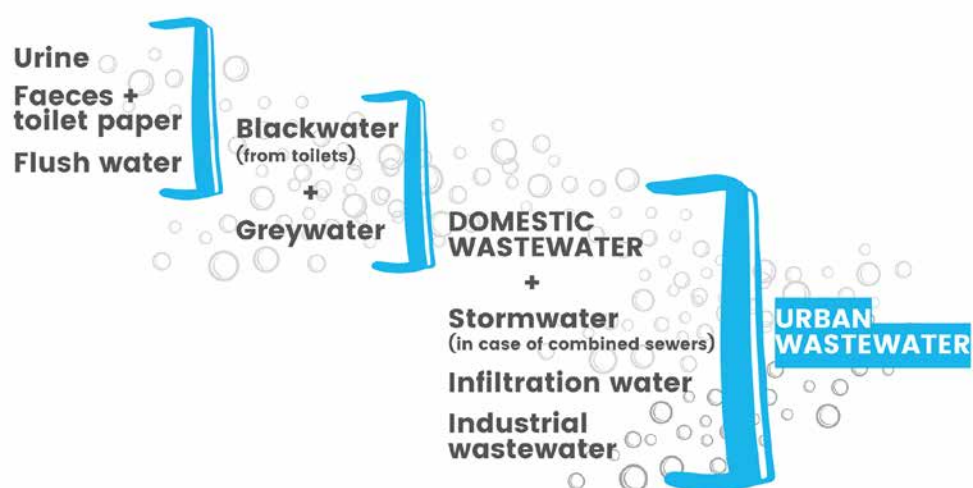 Urine
Faeces +
toilet paper
Flush water
Blackwater
(from toilets)
+
Greywater
DOMESTIC
WASTEWATER
+
Stormwater
(in case of combined sewers)
Infiltration water
Industrial
wastewater
URBAN
WASTEWATER